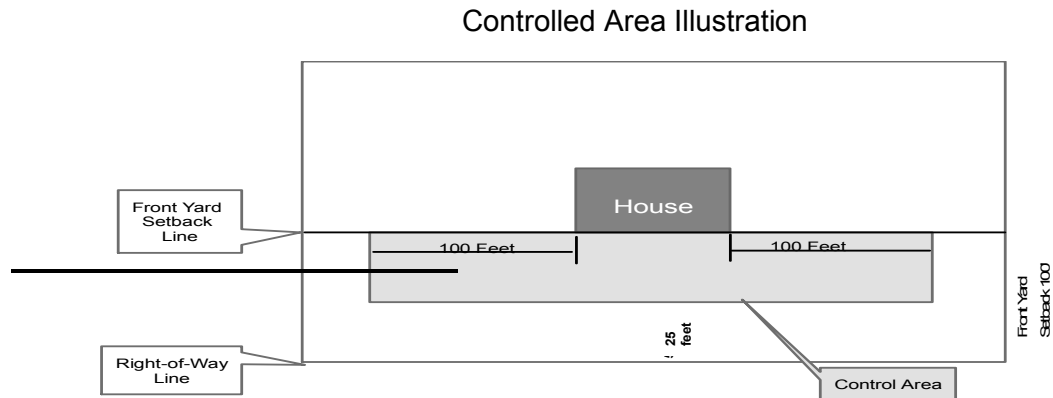 Controlled Area Illustration
House
Front Yard
Setback
Line
100 Feet
100 Feet
25
feet
Front Yard
Setback 100'
Right-of-Way
Line
Control Area